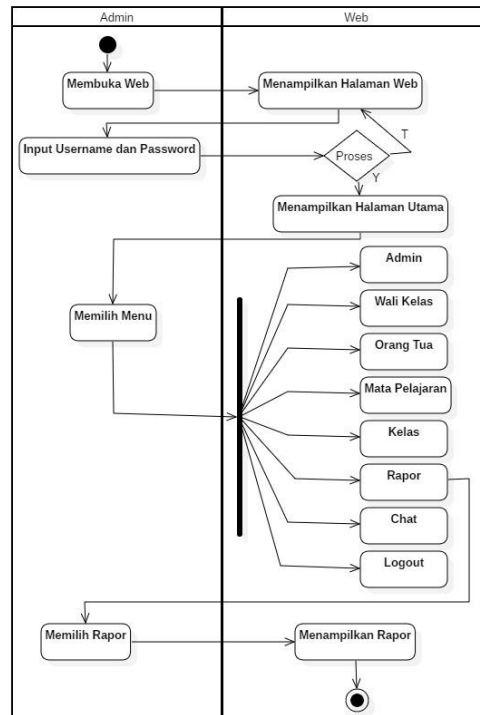 Admin
Web
Membuka Web
Menampilkan Halaman Web
Input Username dan Password
Proses
T
Y
Menampilkan Halaman Utama
Memilih Menu
Admin
Wali Kelas
Orang Tua
Mata Pelajaran
Kelas
Rapor
Chat
Logout
Memilih Rapor
Menampilkan Rapor